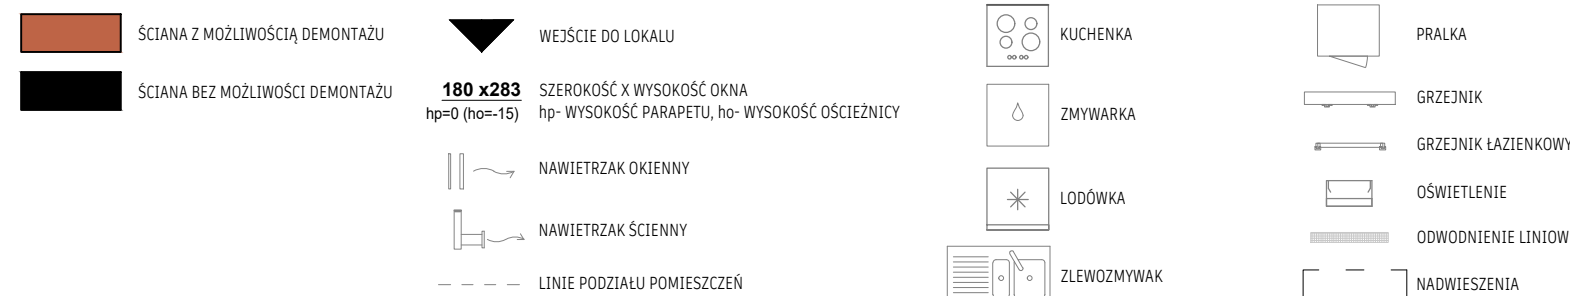 ŚCIANA Z MOŻLIWOŚCIĄ DEMONTAŻU
ŚCIANA BEZ MOŻLIWOŚCI DEMONTAŻU
WEJŚCIE DO LOKALU
180 x283
hp=0 (ho=-15)
SZEROKOŚĆ X WYSOKOŚĆ OKNA
hp- WYSOKOŚĆ PARAPETU, ho- WYSOKOŚĆ OŚCIEŻNICY
NAWIETRZAK OKIENNY
NAWIETRZAK ŚCIENNY
LINIE PODZIAŁU POMIESZCZEŃ
KUCHENKA
ZMYWARKA
LODÓWKA
ZLEWOZMYWAK
PRALKA
GRZEJNIK
GRZEJNIK ŁAZIENKOWY
OŚWIETLENIE
ODWODNIENIE LINIOW
NADWIESZENIA